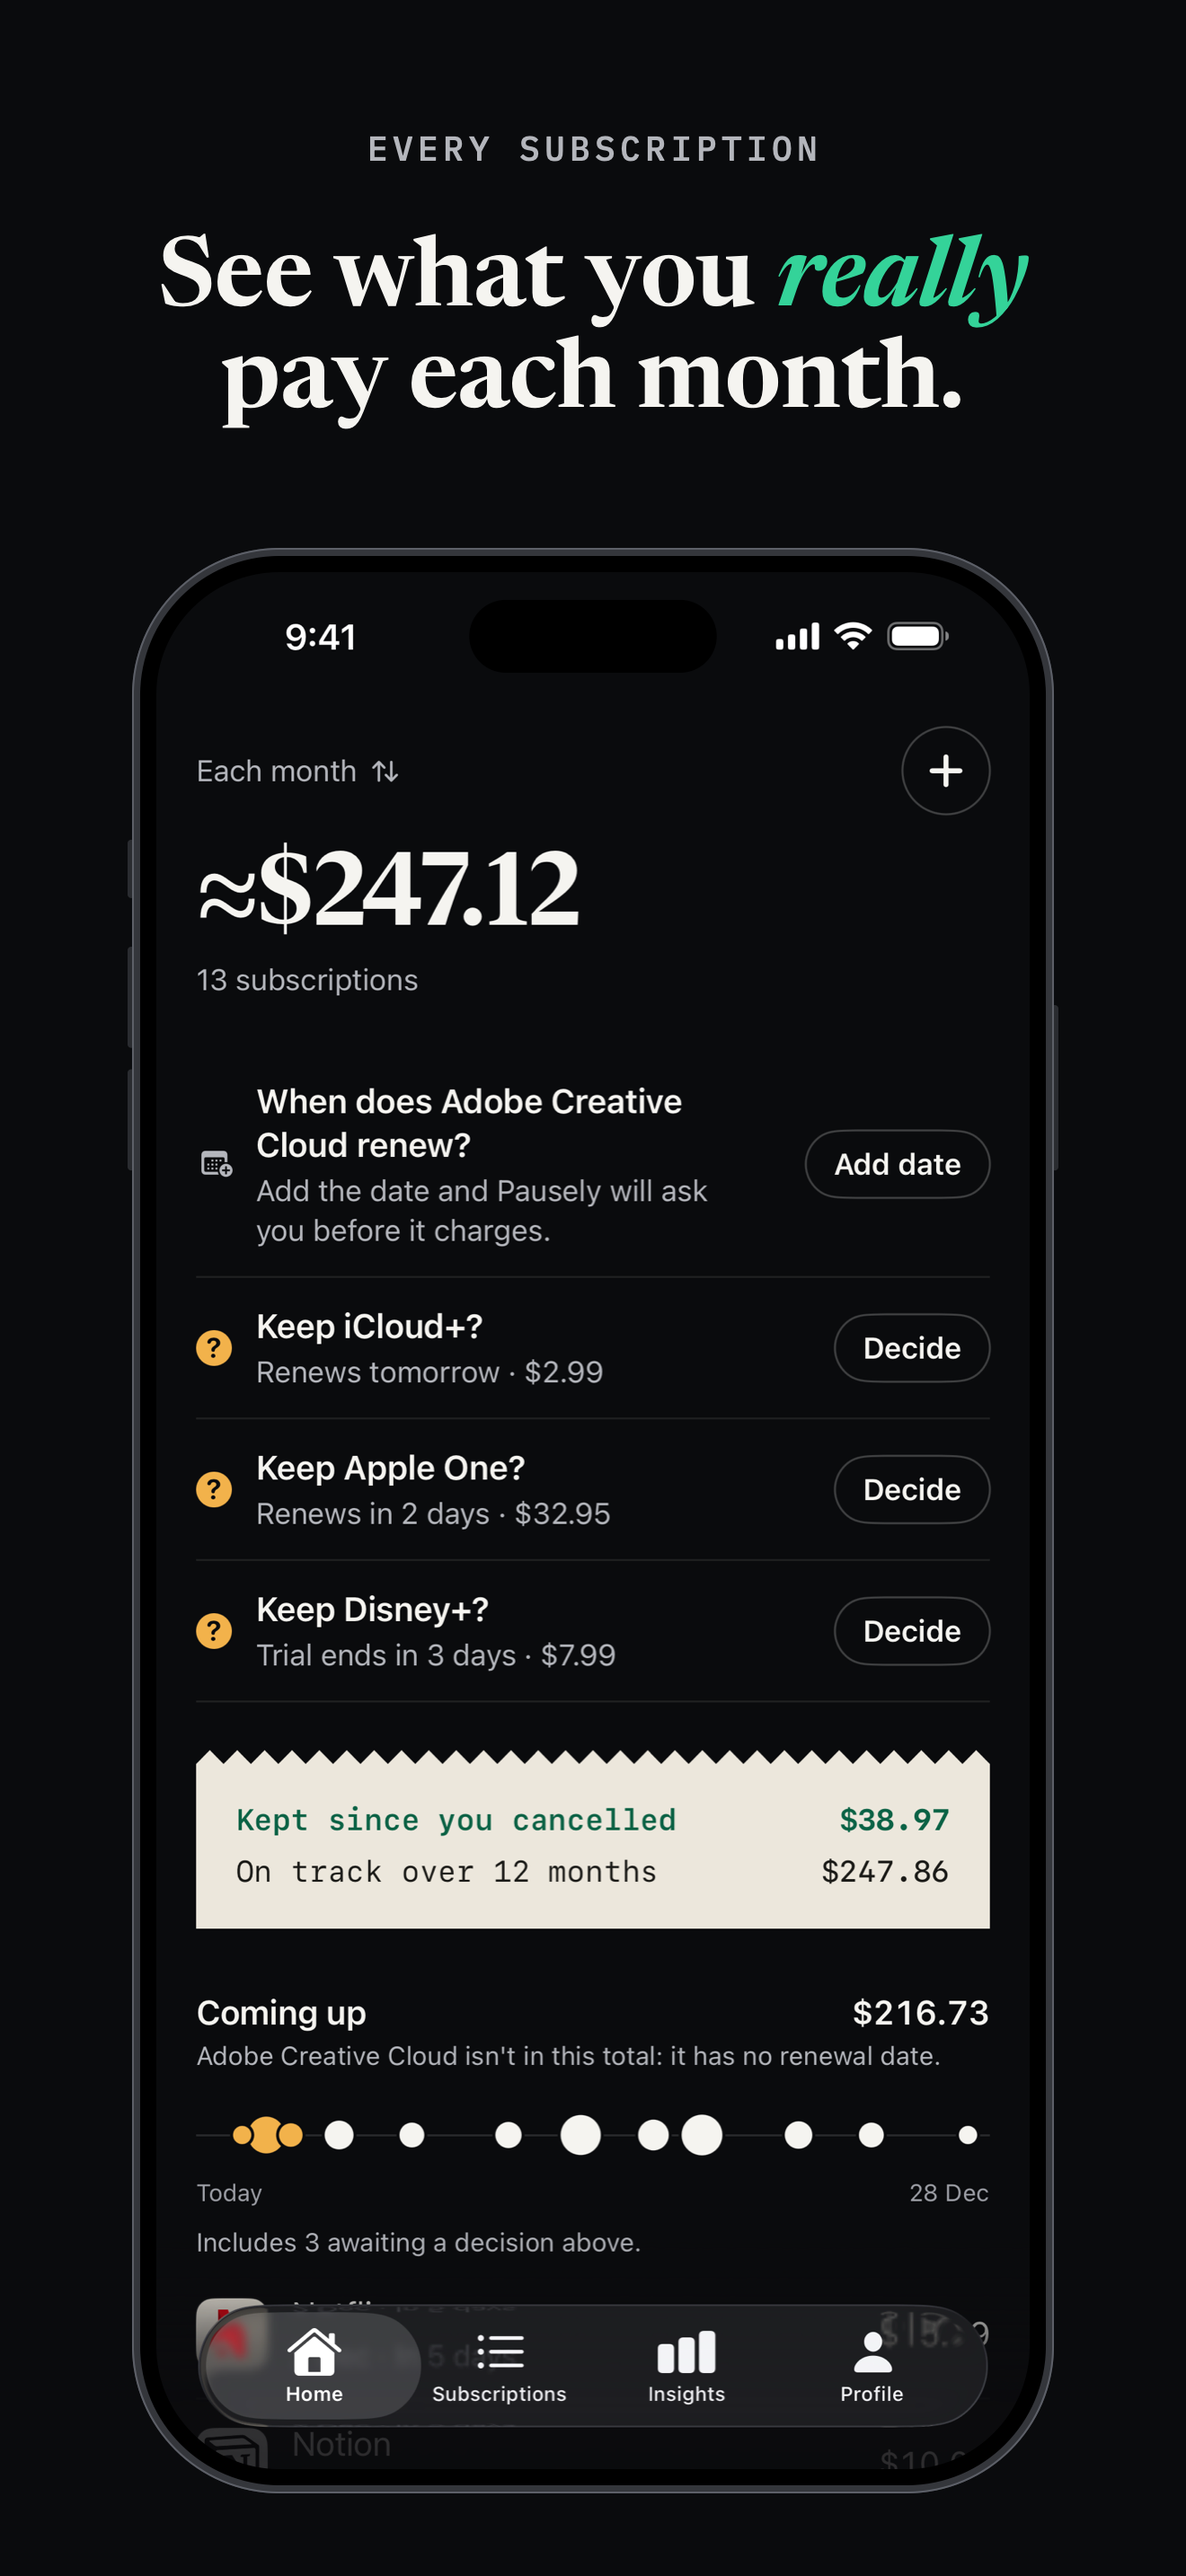 EVERY SUBSCRIPTION
See what you really
pay each month.
9:41
Each month
≈$247.12
13 subscriptions
When does Adobe Creative
Cloud renew?
Add the date and Pausely will ask
you before it charges.
Add date
Keep iCloud+?
Renews tomorrow · $2.99
Decide
Keep Apple One?
Renews in 2 days · $32.95
Decide
Keep Disney+?
Trial ends in 3 days · $7.99
Decide
Kept since you cancelled $38.97
On track over 12 months $247.86
Coming up $216.73
Adobe Creative Cloud isn't in this total: it has no renewal date.
Today 28 Dec
Includes 3 awaiting a decision above.
Home Subscriptions Insights Profile
Notion